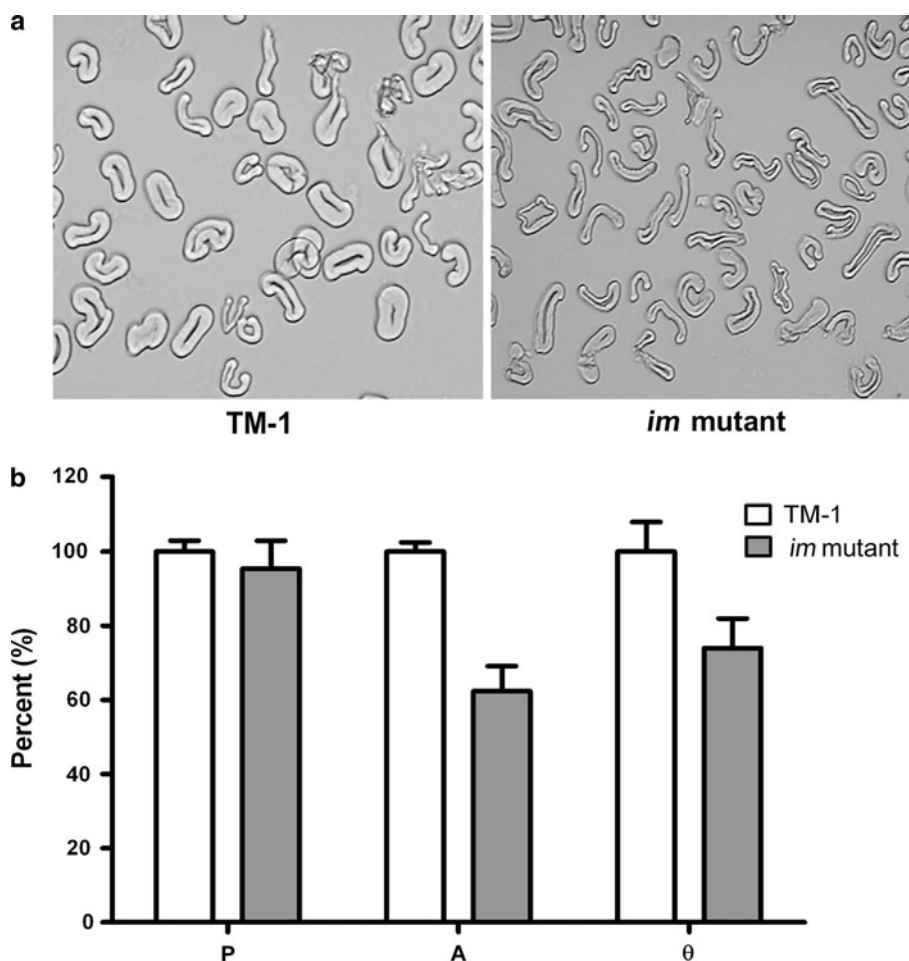 a
TM-1
im mutant
b
120
100
80
60
40
20
0
Percent (%)
TM-1
im mutant
P
A
θ